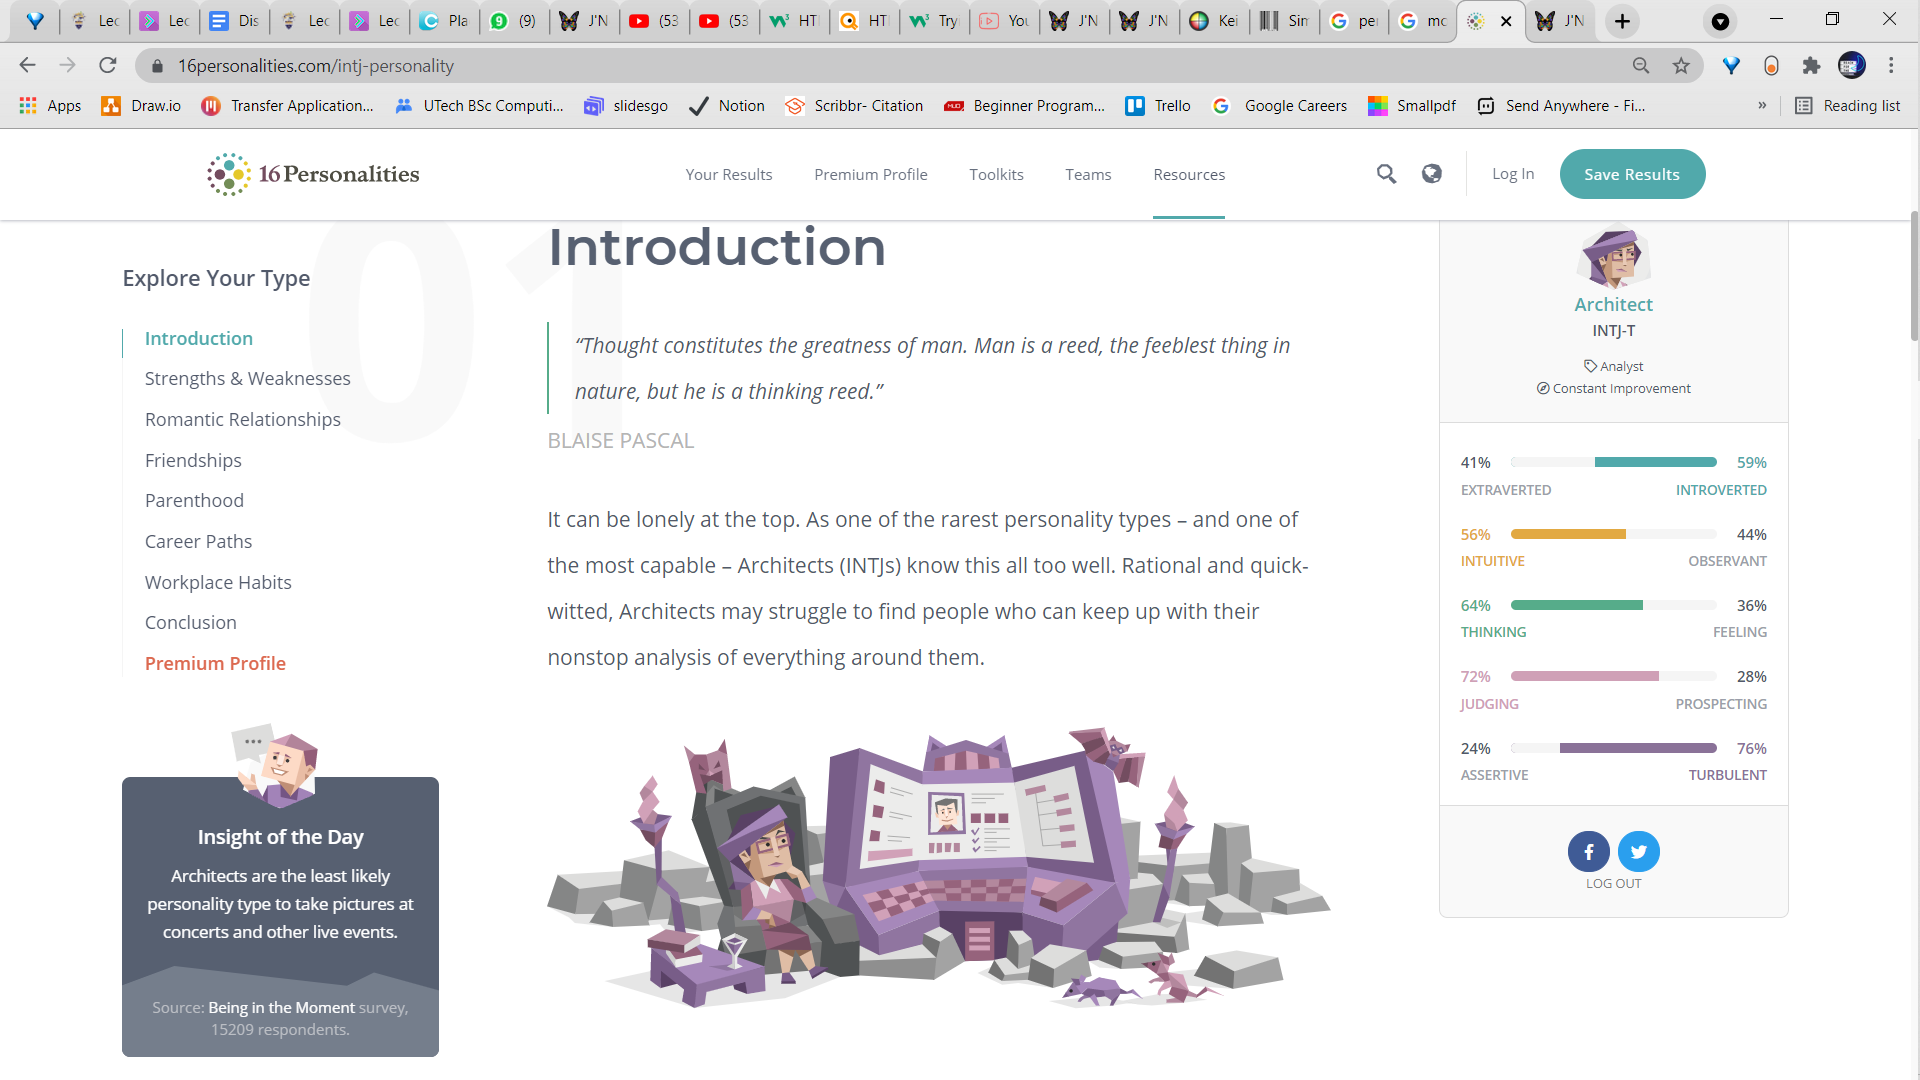 Lec
Lec
Dis
Lec
Lec
Pla
(9)
J'N
(53
(53
HT
HT
Try
You
J'N
J'N
Kei
Sim
per
mc
J'N
16personalities.com/intj-personality
Apps
Draw.io
Transfer Application...
UTech BSc Computi...
slidesgo
Notion
Scribbr- Citation
Beginner Program...
Trello
Google Careers
Smallpdf
Send Anywhere - Fi...
»
Reading list
16Personalities
Your Results
Premium Profile
Toolkits
Teams
Resources
Log In
Save Results
01
Explore Your Type
Introduction
Strengths & Weaknesses
Romantic Relationships
Friendships
Parenthood
Career Paths
Workplace Habits
Conclusion
Premium Profile
Insight of the Day
Architects are the least likely
personality type to take pictures at
concerts and other live events.
Source: Being in the Moment survey,
15209 respondents.
Introduction
“Thought constitutes the greatness of man. Man is a reed, the feeblest thing in
nature, but he is a thinking reed.”
BLAISE PASCAL
It can be lonely at the top. As one of the rarest personality types – and one of
the most capable – Architects (INTJs) know this all too well. Rational and quick-
witted, Architects may struggle to find people who can keep up with their
nonstop analysis of everything around them.
Architect
INTJ-T
Analyst
Constant Improvement
41% 59%
EXTRAVERTED INTROVERTED
56% 44%
INTUITIVE OBSERVANT
64% 36%
THINKING FEELING
72% 28%
JUDGING PROSPECTING
24% 76%
ASSERTIVE TURBULENT
LOG OUT